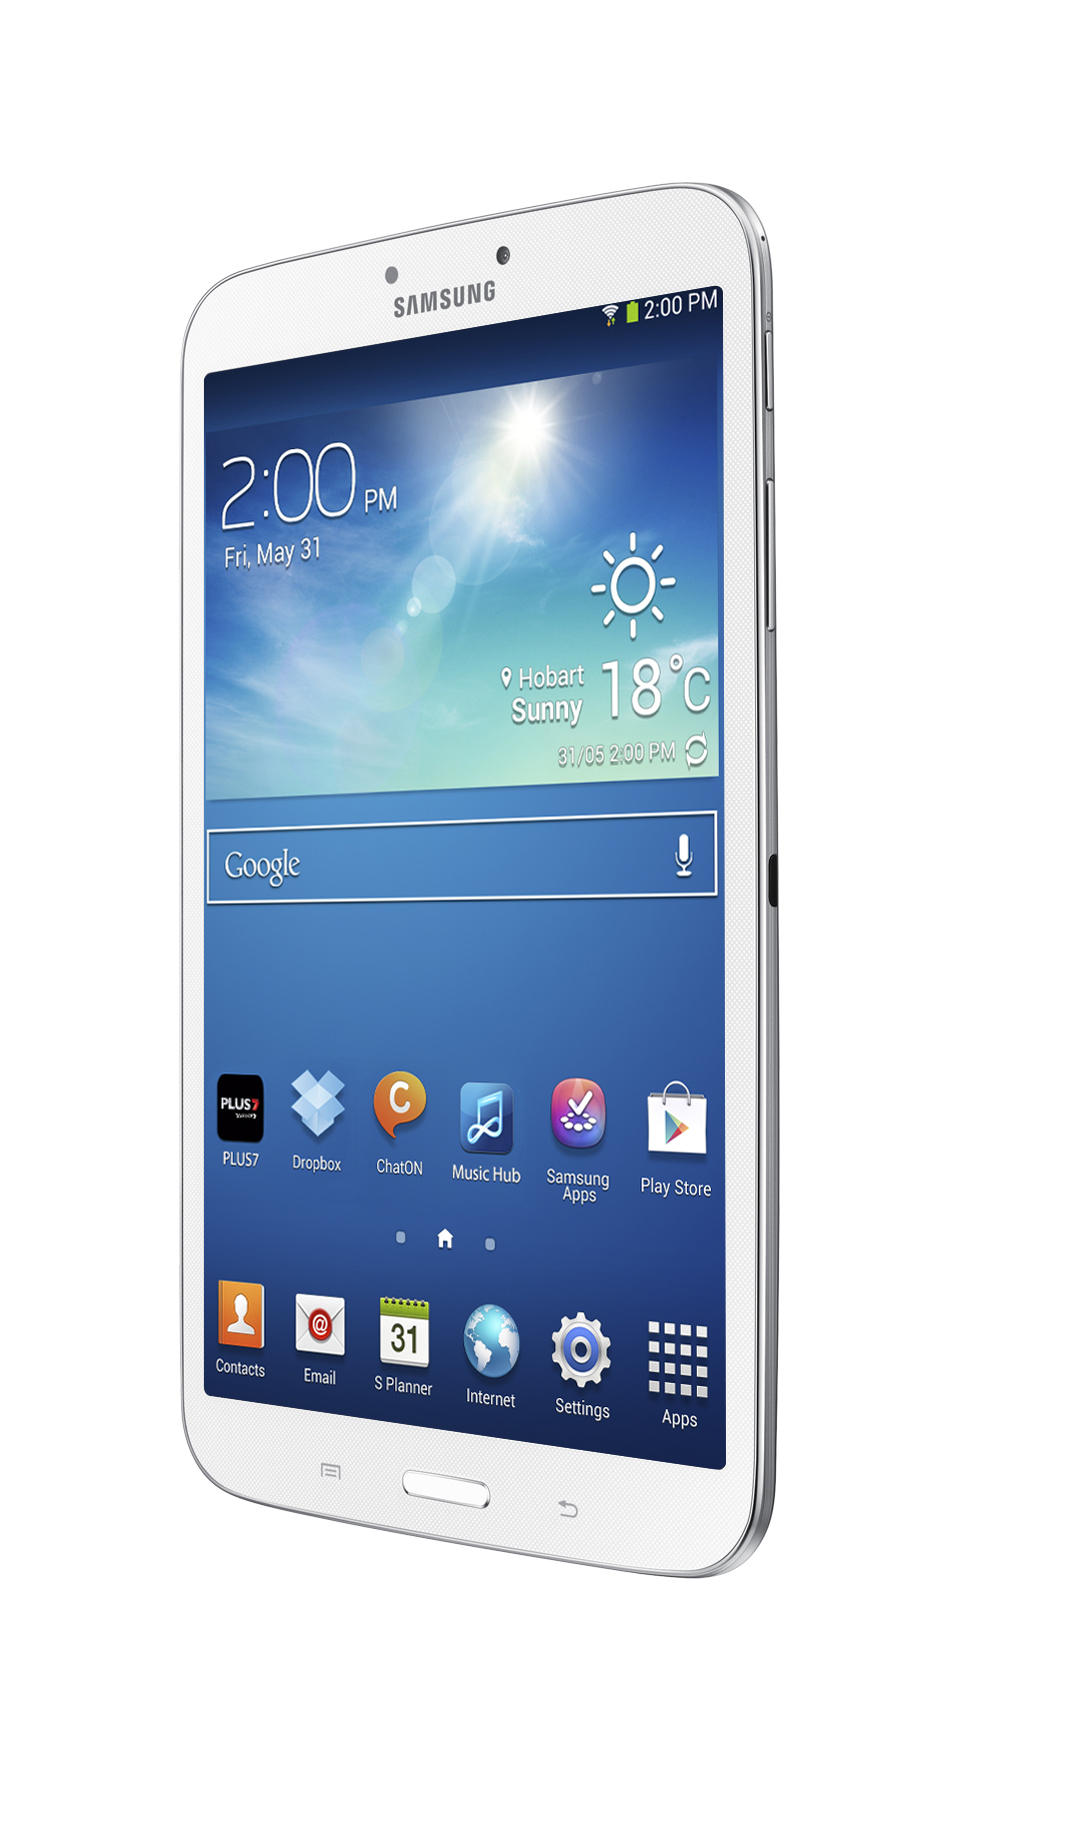 SAMSUNG
2:00 PM
2:00 PM
Fri, May 31
Hobart
Sunny
18°C
31/05 2:00 PM
Google
PLUS7
PLUS7
Dropbox
C
ChatON
Music Hub
Samsung
Apps
Play Store
Contacts
@
Email
31
S Planner
Internet
Settings
Apps